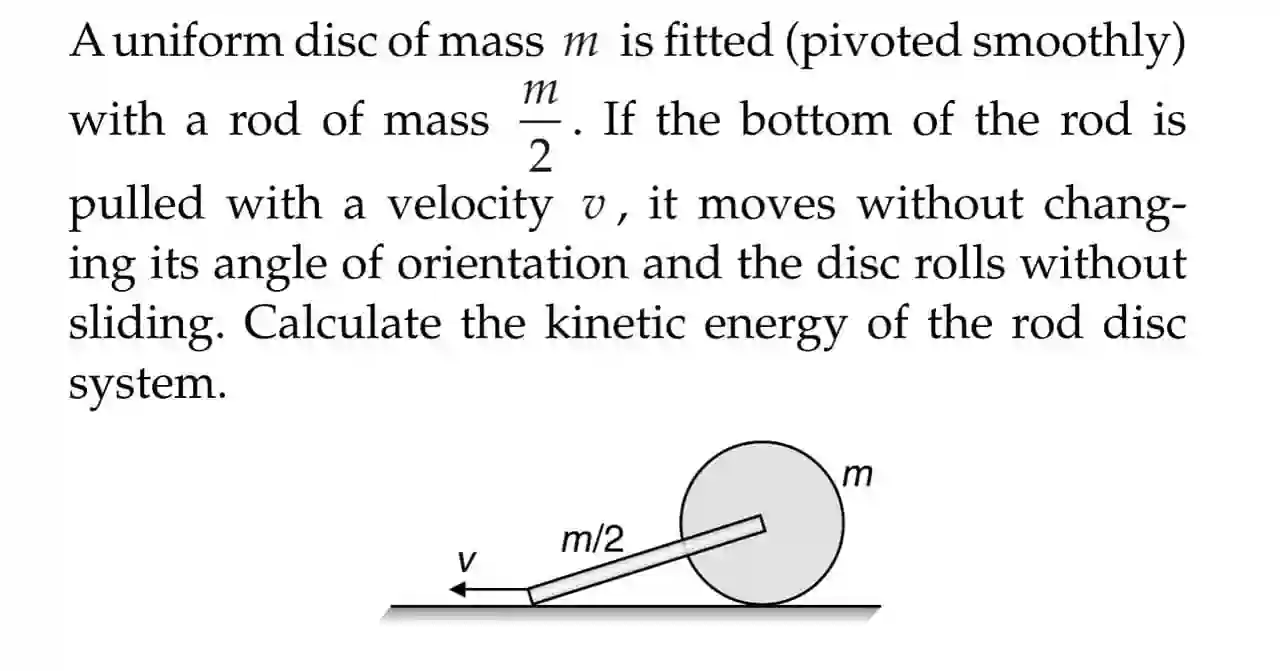 A uniform disc of mass m is fitted (pivoted smoothly)
with a rod of mass m/2. If the bottom of the rod is
pulled with a velocity v, it moves without chang-
ing its angle of orientation and the disc rolls without
sliding. Calculate the kinetic energy of the rod disc
system.
m
m/2
v